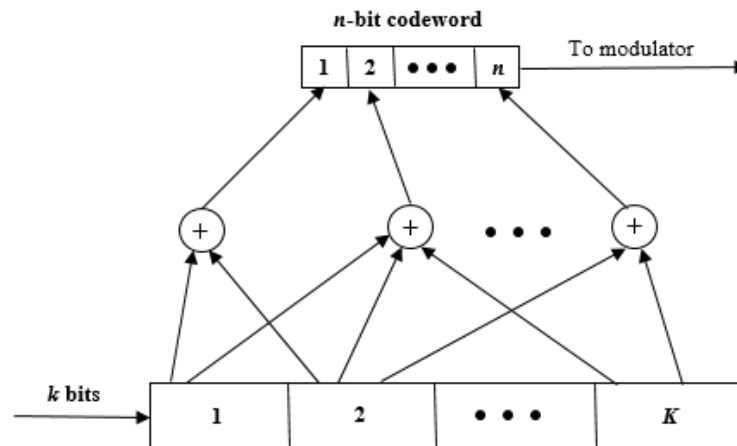 n-bit codeword
To modulator
1 2 ••• n
+ + • • • +
k bits
1 2 • • • K